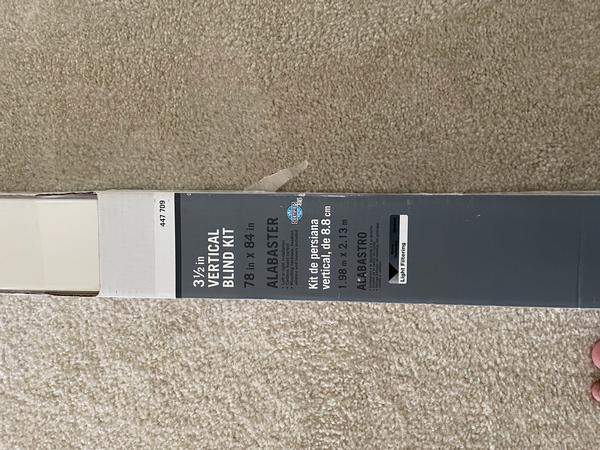 447 709
3½ in
VERTICAL
BLIND KIT
78 in x 84 in
ALABASTER
Kit de persiana
vertical, de 8.8 cm
1.98 m x 2.13 m
ALABASTRO
Light Filtering